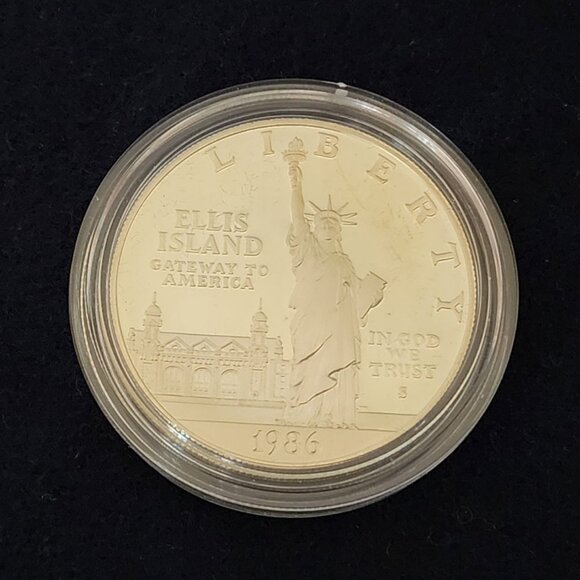 LIBERTY
ELLIS
ISLAND
GATEWAY TO
AMERICA
IN GOD
WE
TRUST
S
1986